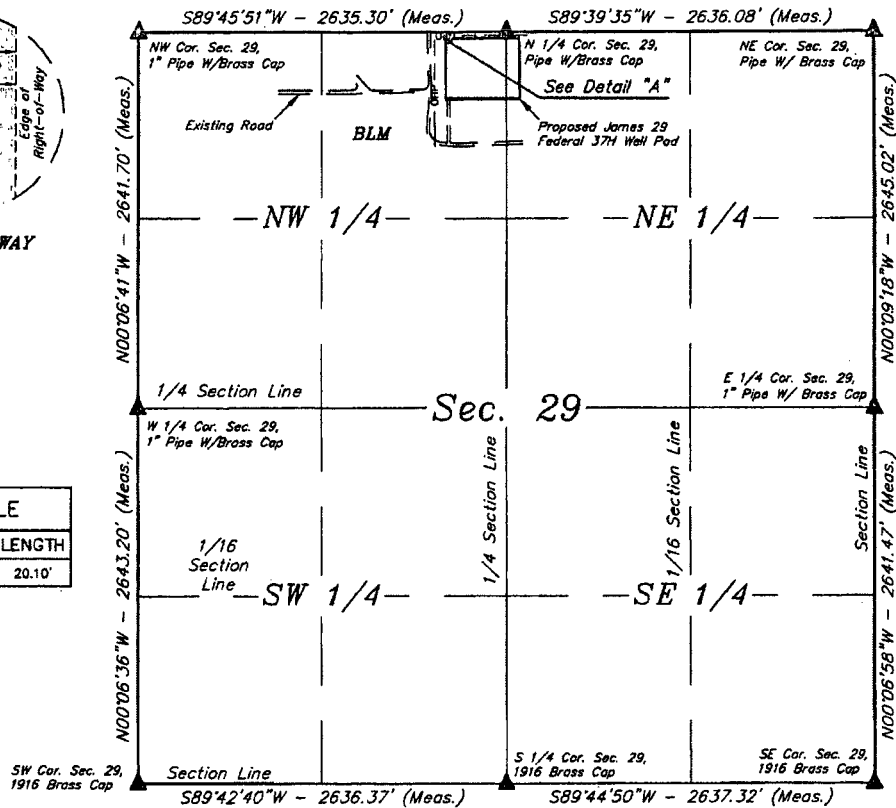 S89°45'51"W - 2635.30' (Meas.)
S89°39'35"W - 2636.08' (Meas.)
NW Cor. Sec. 29,
1" Pipe W/Brass Cap
N 1/4 Cor. Sec. 29,
Pipe W/Brass Cap
NE Cor. Sec. 29,
Pipe W/ Brass Cap
See Detail "A"
Edge of
Right-of-Way
Existing Road
BLM
Proposed James 29
Federal 37H Well Pad
N00°06'41"W - 2641.70' (Meas.)
N00°09'18"W - 2645.02' (Meas.)
WAY
NW 1/4
NE 1/4
1/4 Section Line
E 1/4 Cor. Sec. 29,
1" Pipe W/ Brass Cap
Sec. 29
W 1/4 Cor. Sec. 29,
1" Pipe W/Brass Cap
LE
LENGTH
20.10'
N00°06'36"W - 2643.20' (Meas.)
1/16
Section
Line
1/4 Section Line
1/16 Section Line
Section Line
N00°06'58"W - 2641.47' (Meas.)
SW 1/4
SE 1/4
SW Cor. Sec. 29,
1916 Brass Cap
Section Line
S 1/4 Cor. Sec. 29,
1916 Brass Cap
SE Cor. Sec. 29,
1916 Brass Cap
S89°42'40"W - 2636.37' (Meas.)
S89°44'50"W - 2637.32' (Meas.)